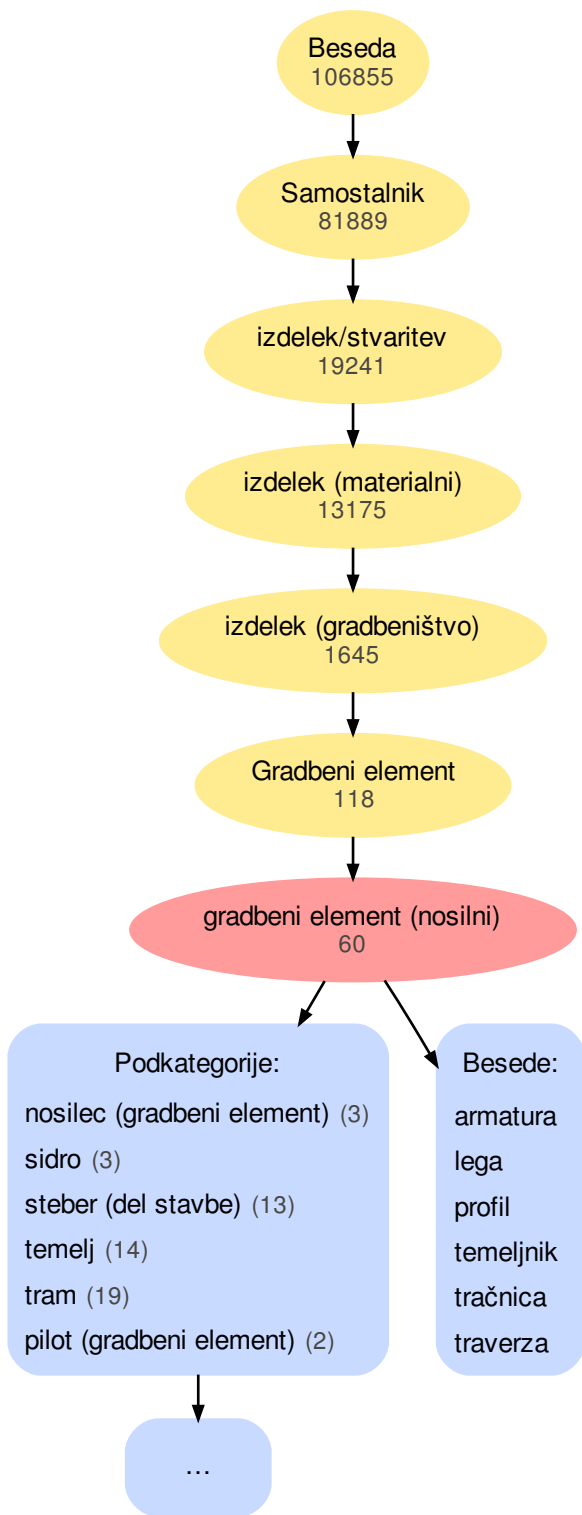 Beseda
106855
Samostalnik
81889
izdelek/stvaritev
19241
izdelek (materialni)
13175
izdelek (gradbeništvo)
1645
Gradbeni element
118
gradbeni element (nosilni)
60
Podkategorije:
nosilec (gradbeni element) (3)
sidro (3)
steber (del stavbe) (13)
temelj (14)
tram (19)
pilot (gradbeni element) (2)
...
Besede:
armatura
lega
profil
temeljnik
tračnica
traverza